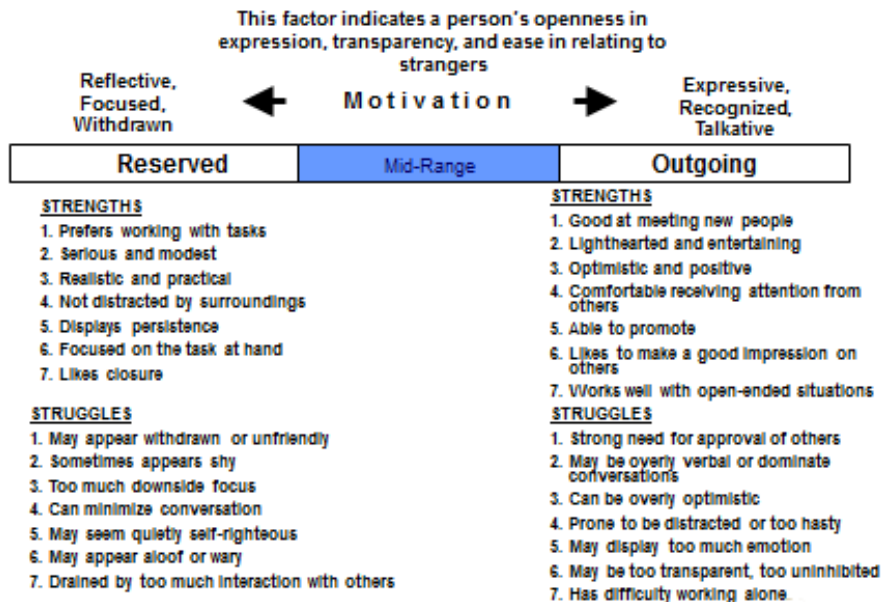 This factor indicates a person's openness in
expression, transparency, and ease in relating to
strangers
Reflective,
Focused,
Withdrawn
Motivation
Expressive,
Recognized,
Talkative
Reserved
Mid-Range
Outgoing
STRENGTHS
1. Prefers working with tasks
2. Serious and modest
3. Realistic and practical
4. Not distracted by surroundings
5. Displays persistence
6. Focused on the task at hand
7. Likes closure
STRUGGLES
1. May appear withdrawn or unfriendly
2. Sometimes appears shy
3. Too much downside focus
4. Can minimize conversation
5. May seem quietly self-righteous
6. May appear aloof or wary
7. Drained by too much interaction with others
STRENGTHS
1. Good at meeting new people
2. Lighthearted and entertaining
3. Optimistic and positive
4. Comfortable receiving attention from
others
5. Able to promote
6. Likes to make a good impression on
others
7. Works well with open-ended situations
STRUGGLES
1. Strong need for approval of others
2. May be overly verbal or dominate
conversations
3. Can be overly optimistic
4. Prone to be distracted or too hasty
5. May display too much emotion
6. May be too transparent, too uninhibited
7. Has difficulty working alone.